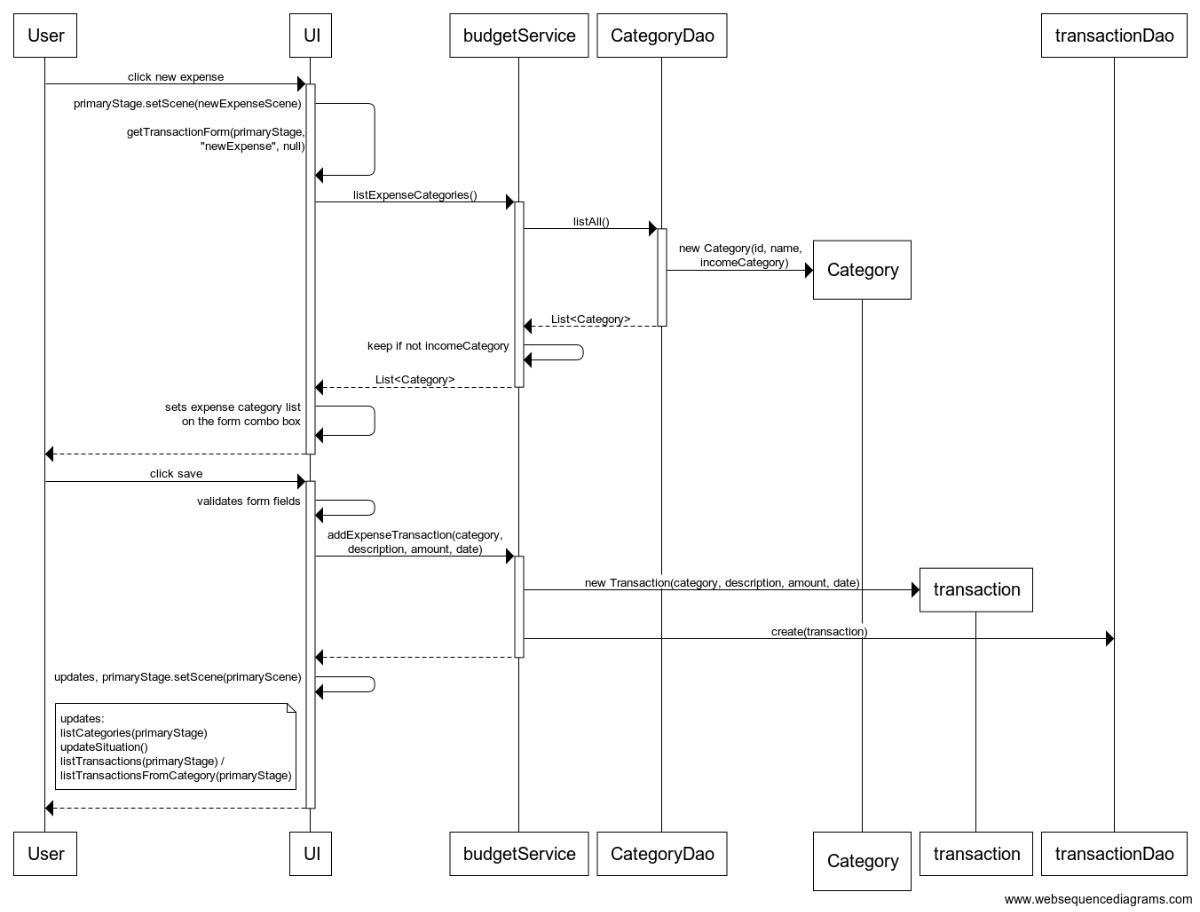 User
UI
budgetService
CategoryDao
transactionDao
click new expense
primaryStage.setScene(newExpenseScene)
getTransactionForm(primaryStage,
"newExpense", null)
listExpenseCategories()
listAll()
new Category(id, name,
incomeCategory)
Category
List<Category>
keep if not incomeCategory
List<Category>
sets expense category list
on the form combo box
click save
validates form fields
addExpenseTransaction(category,
description, amount, date)
new Transaction(category, description, amount, date)
transaction
create(transaction)
updates, primaryStage.setScene(primaryScene)
updates:
listCategories(primaryStage)
updateSituation()
listTransactions(primaryStage) /
listTransactionsFromCategory(primaryStage)
User
UI
budgetService
CategoryDao
Category
transaction
transactionDao
www.websequencediagrams.com